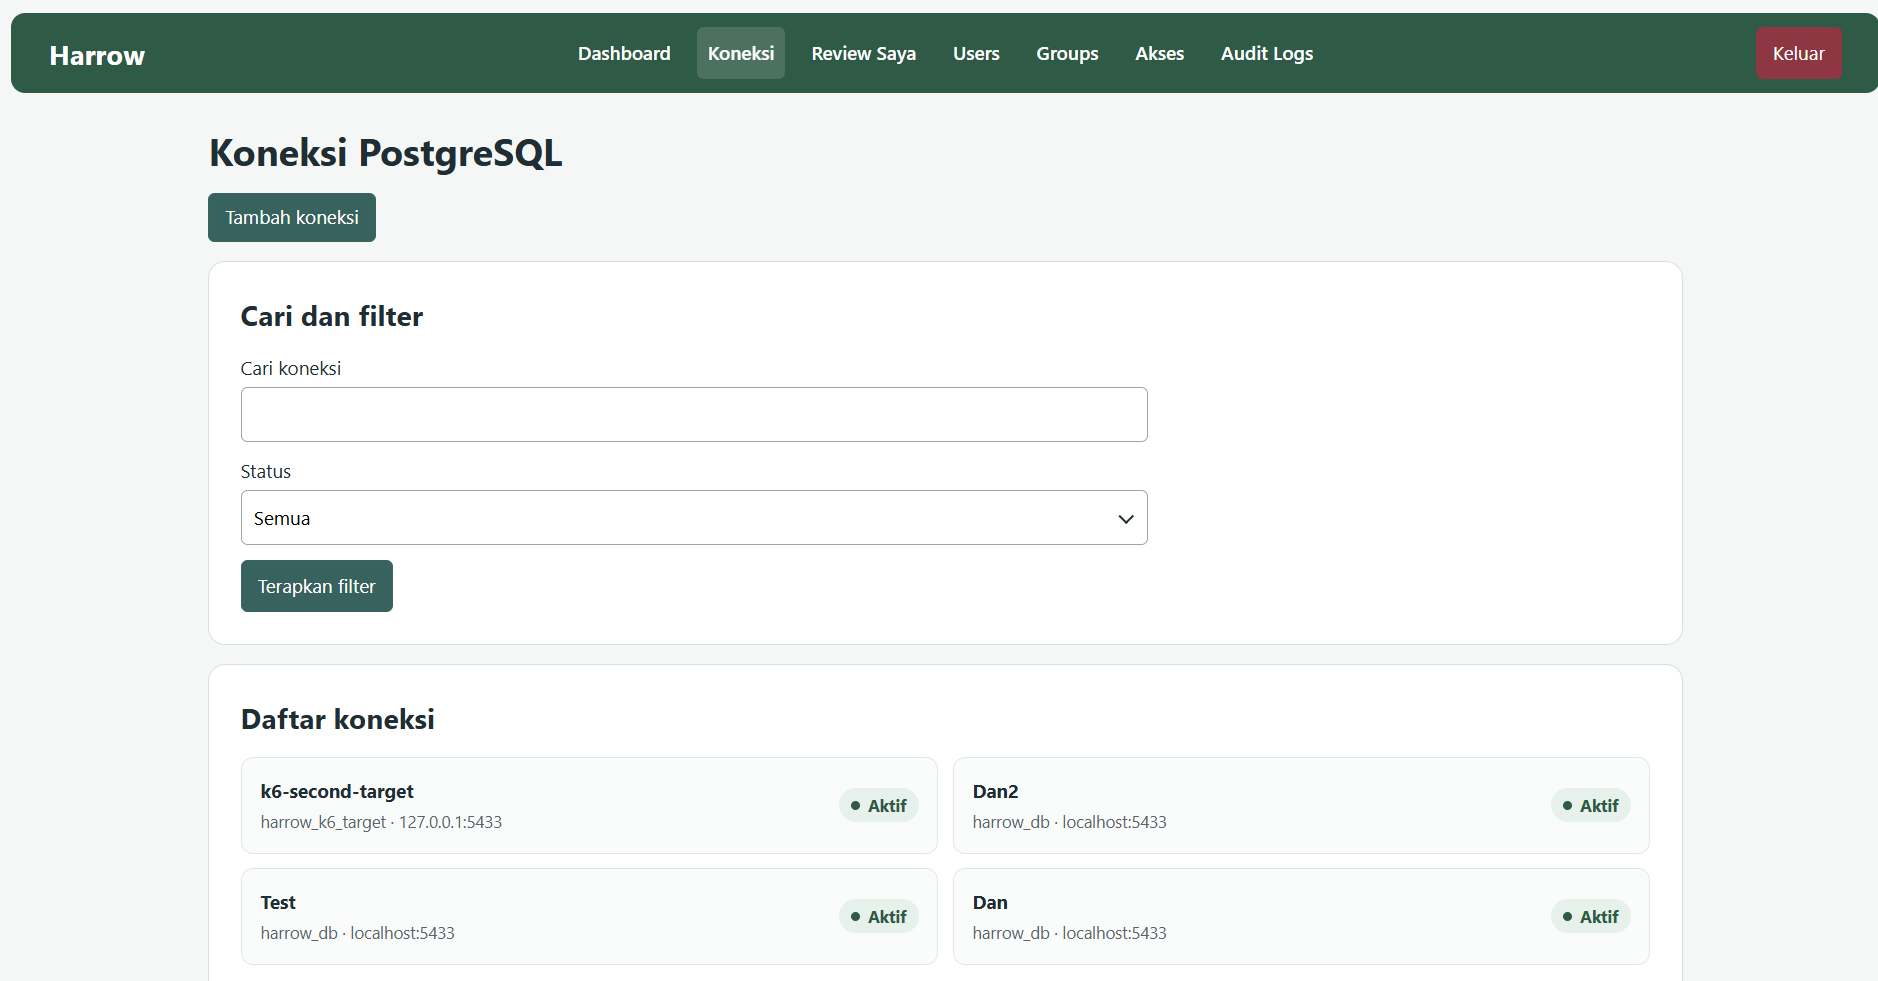 Harrow
Dashboard
Koneksi
Review Saya
Users
Groups
Akses
Audit Logs
Keluar
Koneksi PostgreSQL
Tambah koneksi
Cari dan filter
Cari koneksi
Status
Semua
Terapkan filter
Daftar koneksi
k6-second-target
harrow_k6_target · 127.0.0.1:5433
Aktif
Dan2
harrow_db · localhost:5433
Aktif
Test
harrow_db · localhost:5433
Aktif
Dan
harrow_db · localhost:5433
Aktif